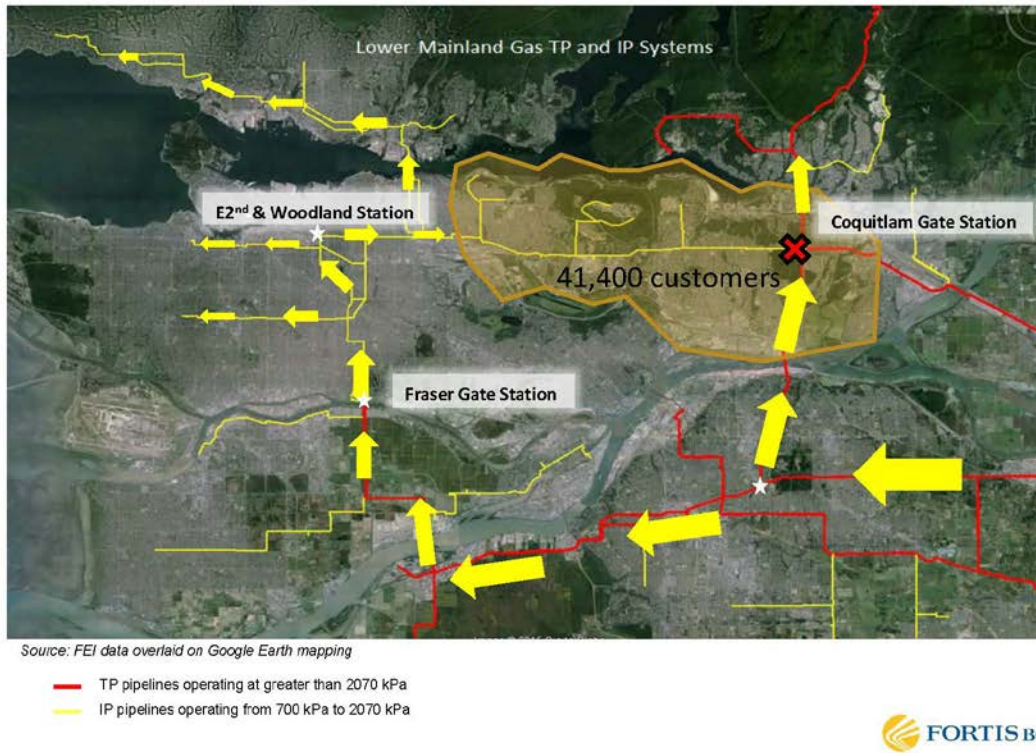 Lower Mainland Gas TP and IP Systems
E2nd & Woodland Station
Coquitlam Gate Station
41,400 customers
Fraser Gate Station
Source: FEI data overlaid on Google Earth mapping
TP pipelines operating at greater than 2070 kPa
IP pipelines operating from 700 kPa to 2070 kPa
FORTIS